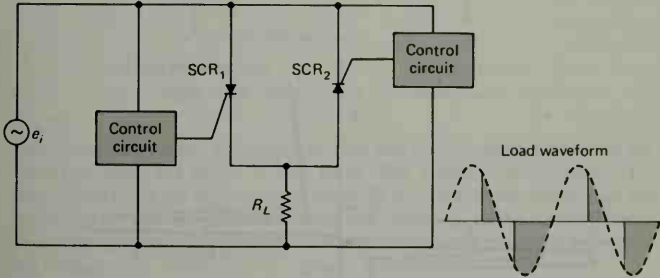 SCR₁
SCR₂
Control
circuit
Control
circuit
e_i
R_L
Load waveform